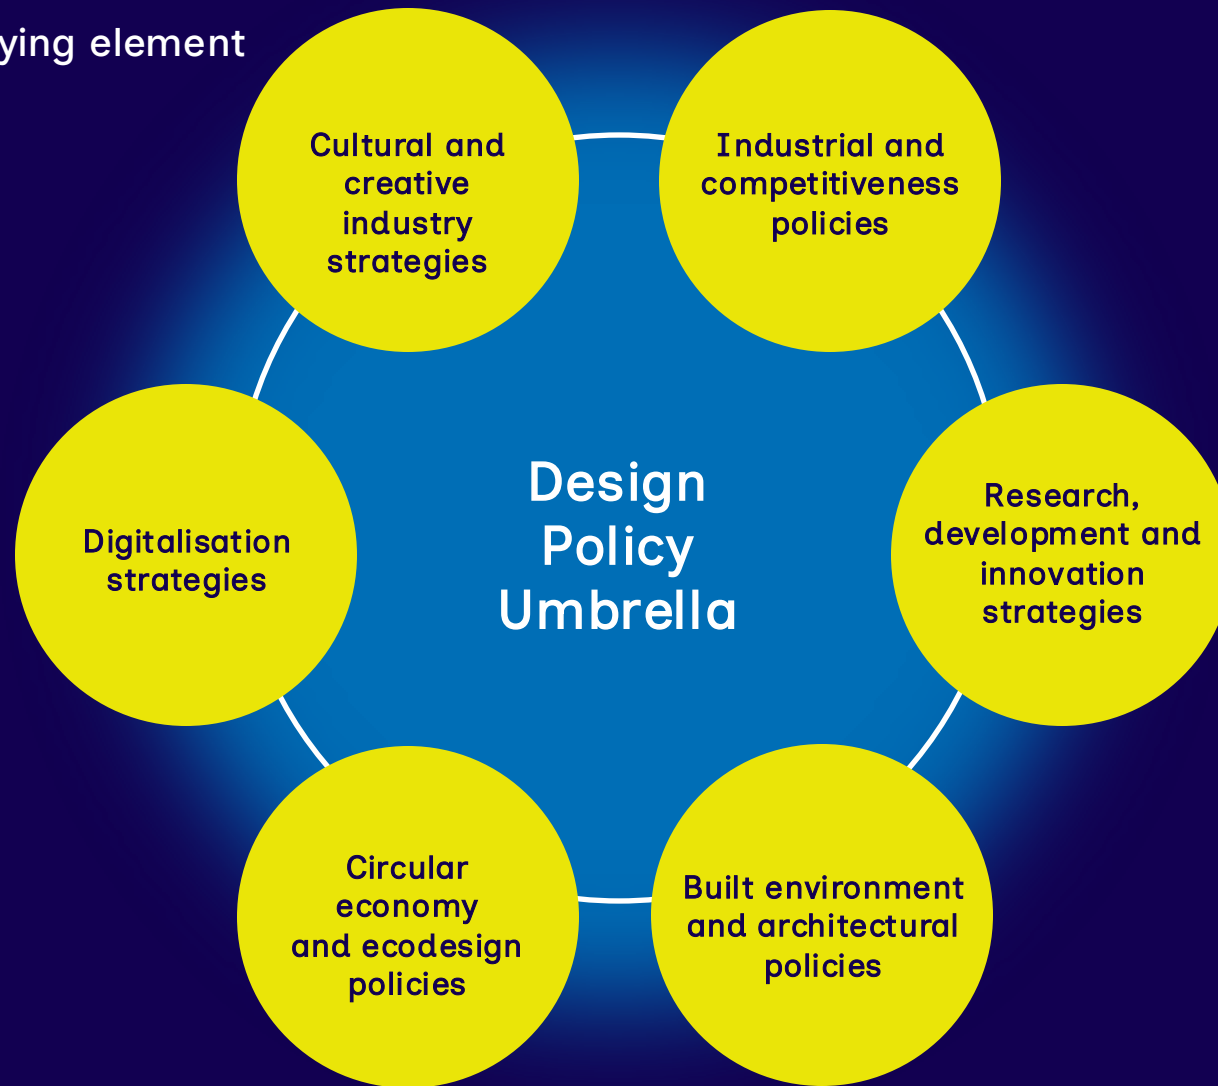 ying element
Cultural and
creative
industry
strategies
Industrial and
competitiveness
policies
Digitalisation
strategies
Design
Policy
Umbrella
Research,
development and
innovation
strategies
Circular
economy
and ecodesign
policies
Built environment
and architectural
policies